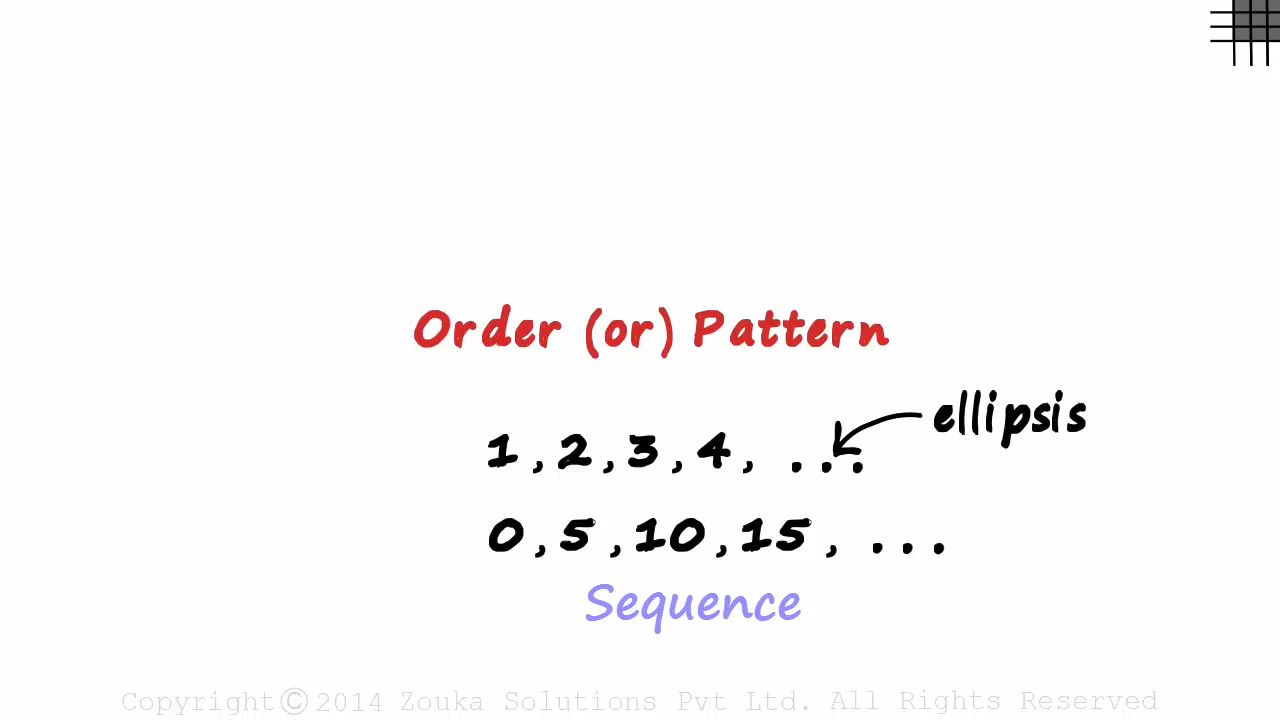 Order (or) Pattern
ellipsis
1, 2, 3, 4, ...
0, 5, 10, 15, ...
Sequence
Copyright©2014 Zouka Solutions Pvt Ltd. All Rights Reserved